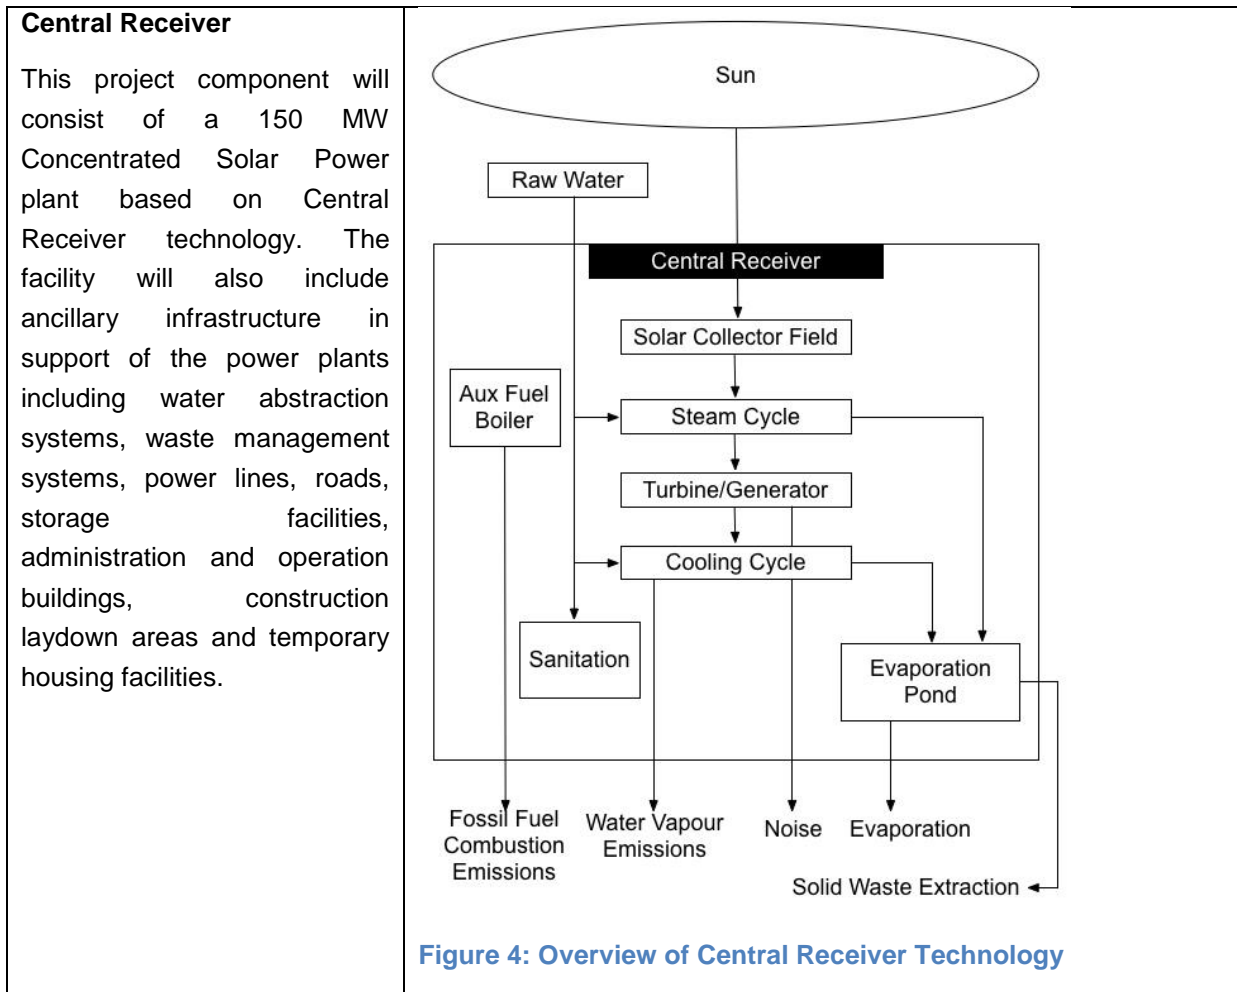 Central Receiver
This project component will
consist of a 150 MW
Concentrated Solar Power
plant based on Central
Receiver technology. The
facility will also include
ancillary infrastructure in
support of the power plants
including water abstraction
systems, waste management
systems, power lines, roads,
storage facilities,
administration and operation
buildings, construction
laydown areas and temporary
housing facilities.
Sun
Raw Water
Central Receiver
Solar Collector Field
Aux Fuel
Boiler
Steam Cycle
Turbine/Generator
Cooling Cycle
Sanitation
Evaporation
Pond
Fossil Fuel
Combustion
Emissions
Water Vapour
Emissions
Noise
Evaporation
Solid Waste Extraction
Figure 4: Overview of Central Receiver Technology